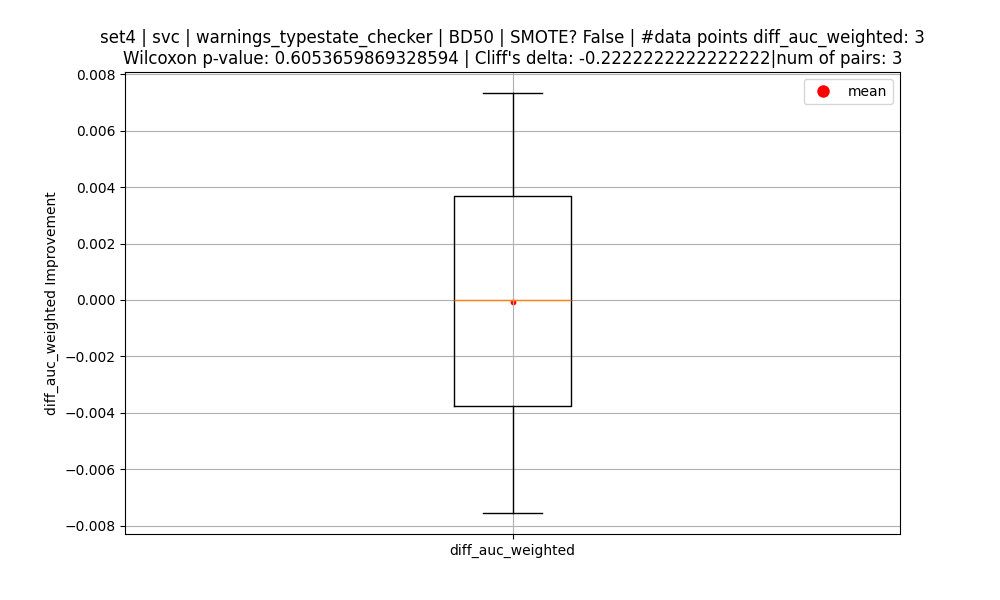 set4 | svc | warnings_typestate_checker | BD50 | SMOTE? False | #data points diff_auc_weighted: 3
Wilcoxon p-value: 0.6053659869328594 | Cliff's delta: -0.2222222222222222|num of pairs: 3
mean
0.008
0.006
0.004
0.002
0.000
−0.002
−0.004
−0.006
−0.008
diff_auc_weighted Improvement
diff_auc_weighted